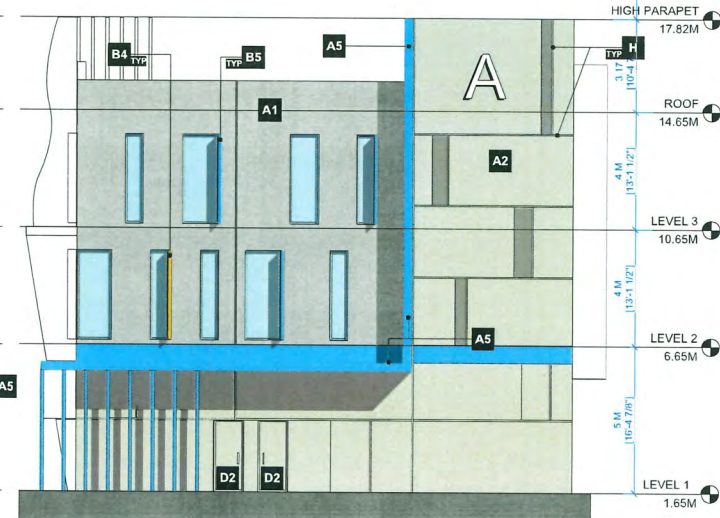 HIGH PARAPET
17.82M
A5
B4
TYP
B5
TYP
H
TYP
3 17
[10'-4
A
A1
ROOF
14.65M
A2
4 M
[13'-1 1/2"]
LEVEL 3
10.65M
4 M
[13'-1 1/2"]
A5
LEVEL 2
6.65M
A5
5 M
[16'-4 7/8"]
D2
D2
LEVEL 1
1.65M